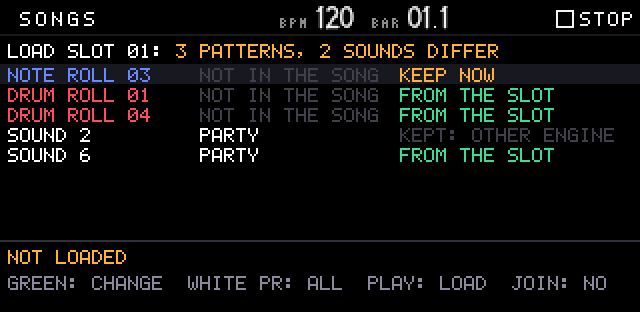 SONGS BPM 120 BAR 01.1 STOP
LOAD SLOT 01: 3 PATTERNS, 2 SOUNDS DIFFER
NOTE ROLL 03 NOT IN THE SONG KEEP NOW
DRUM ROLL 01 NOT IN THE SONG FROM THE SLOT
DRUM ROLL 04 NOT IN THE SONG FROM THE SLOT
SOUND 2 PARTY KEPT: OTHER ENGINE
SOUND 6 PARTY FROM THE SLOT
NOT LOADED
GREEN: CHANGE WHITE PR: ALL PLAY: LOAD JOIN: NO